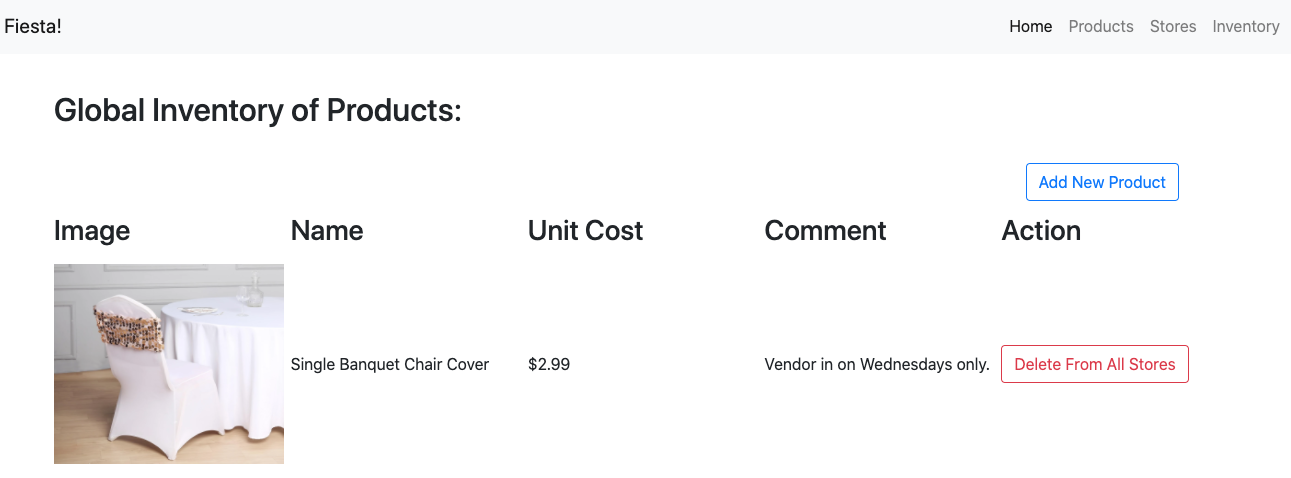 Fiesta!
Home Products Stores Inventory
Global Inventory of Products:
Add New Product
Image Name Unit Cost Comment Action
Single Banquet Chair Cover $2.99 Vendor in on Wednesdays only. Delete From All Stores